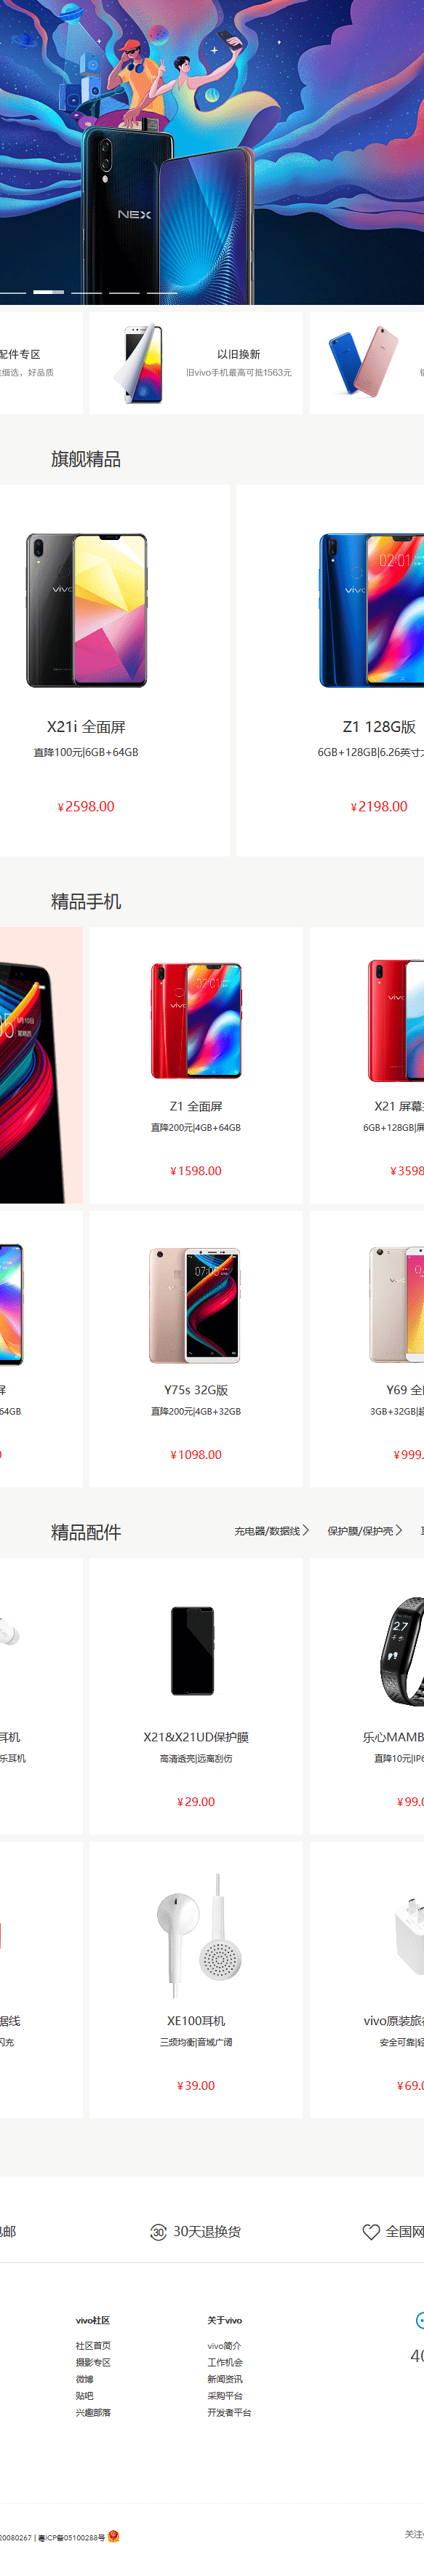 NEX
配件专区
以旧换新
细选，好品质
旧vivo手机最高可抵1563元
旗舰精品
vivo
02:01
X21i 全面屏
Z1 128G版
直降100元|6GB+64GB
6GB+128GB|6.26英寸
¥2598.00
¥2198.00
精品手机
Z1 全面屏
X21 屏幕
直降200元|4GB+64GB
6GB+128GB|屏
¥1598.00
¥3598
屏
Y75s 32G版
Y69 全
64GB
直降200元|4GB+32GB
3GB+32GB|超
0
¥1098.00
¥999.
精品配件
充电器/数据线
保护膜/保护壳
耳机
X21&X21UD保护膜
乐心MAMB
乐耳机
高清透亮|远离刮伤
直降10元|IP6
¥29.00
¥99.0
据线
XE100耳机
vivo原装旅
闪充
三频均衡|音域广阔
安全可靠|轻
¥39.00
¥69.0
包邮
30天退换货
全国网
vivo社区
关于vivo
社区首页
vivo简介
摄影专区
工作机会
40
微博
新闻资讯
贴吧
采购平台
兴趣部落
开发者平台
20080267 | 粤ICP备05100288号
关注v